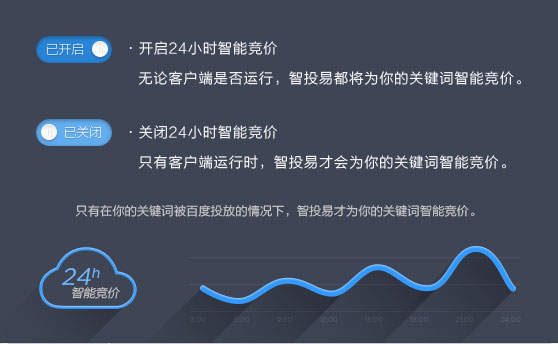 已开启
· 开启24小时智能竞价
无论客户端是否运行，智投易都将为你的关键词智能竞价。
已关闭
· 关闭24小时智能竞价
只有客户端运行时，智投易才会为你的关键词智能竞价。
只有在你的关键词被百度投放的情况下，智投易才为你的关键词智能竞价。
24h
智能竞价
3:00 6:00 9:00 12:00 15:00 18:00 21:00 24:00